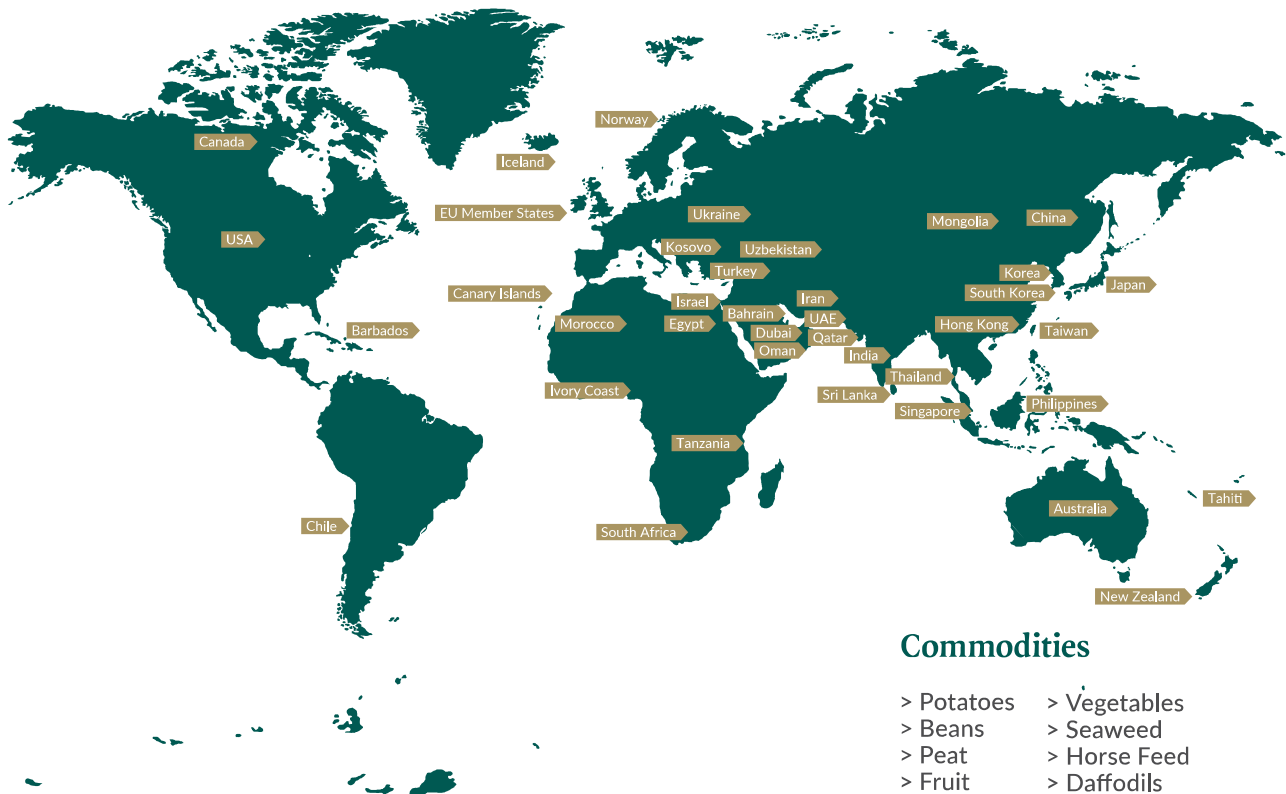 Norway
Canada
Iceland
EU Member States
Ukraine
Mongolia
China
USA
Kosovo
Uzbekistan
Turkey
Korea
Japan
Canary Islands
Israel
Iran
South Korea
Barbados
Morocco
Egypt
Bahrain
UAE
Hong Kong
Taiwan
Dubai
Qatar
Oman
India
Thailand
Ivory Coast
Sri Lanka
Singapore
Philippines
Tanzania
Tahiti
Australia
Chile
South Africa
New Zealand
Commodities
> Potatoes
> Beans
> Peat
> Fruit
> Vegetables
> Seaweed
> Horse Feed
> Daffodils